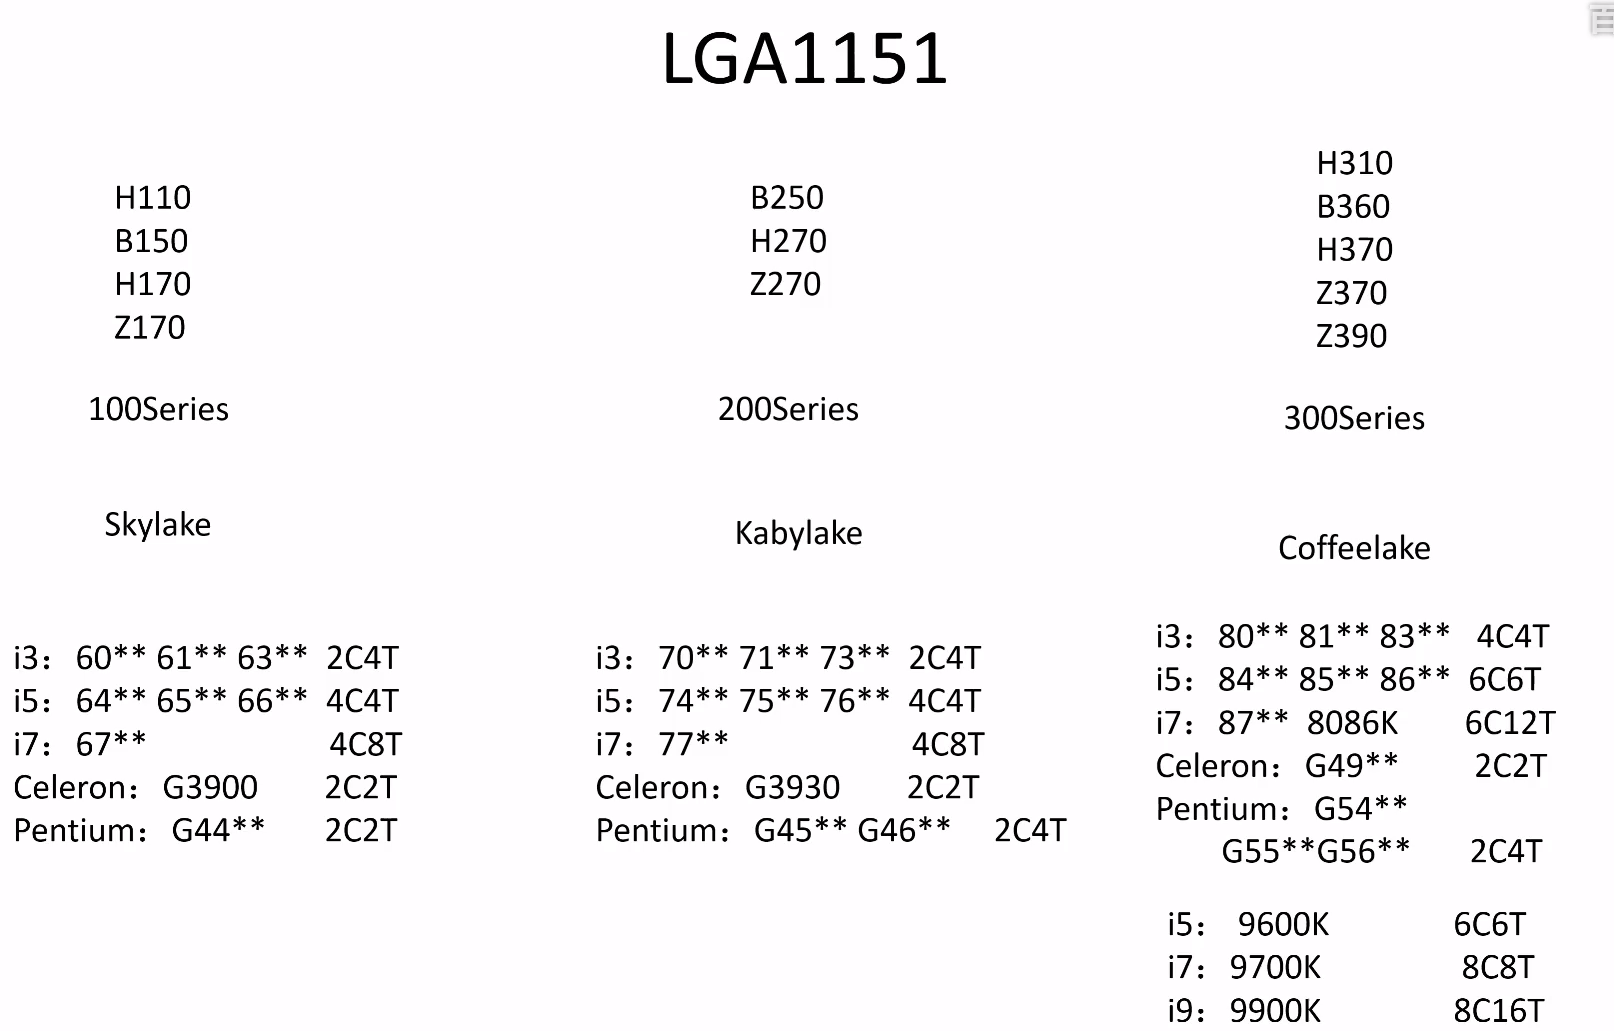 LGA1151
H110
B150
H170
Z170
100Series
Skylake
i3：60** 61** 63** 2C4T
i5：64** 65** 66** 4C4T
i7：67** 4C8T
Celeron：G3900 2C2T
Pentium：G44** 2C2T
B250
H270
Z270
200Series
Kabylake
i3：70** 71** 73** 2C4T
i5：74** 75** 76** 4C4T
i7：77** 4C8T
Celeron：G3930 2C2T
Pentium：G45** G46** 2C4T
H310
B360
H370
Z370
Z390
300Series
Coffeelake
i3：80** 81** 83** 4C4T
i5：84** 85** 86** 6C6T
i7：87** 8086K 6C12T
Celeron：G49** 2C2T
Pentium：G54**
G55**G56** 2C4T
i5：9600K 6C6T
i7：9700K 8C8T
i9：9900K 8C16T